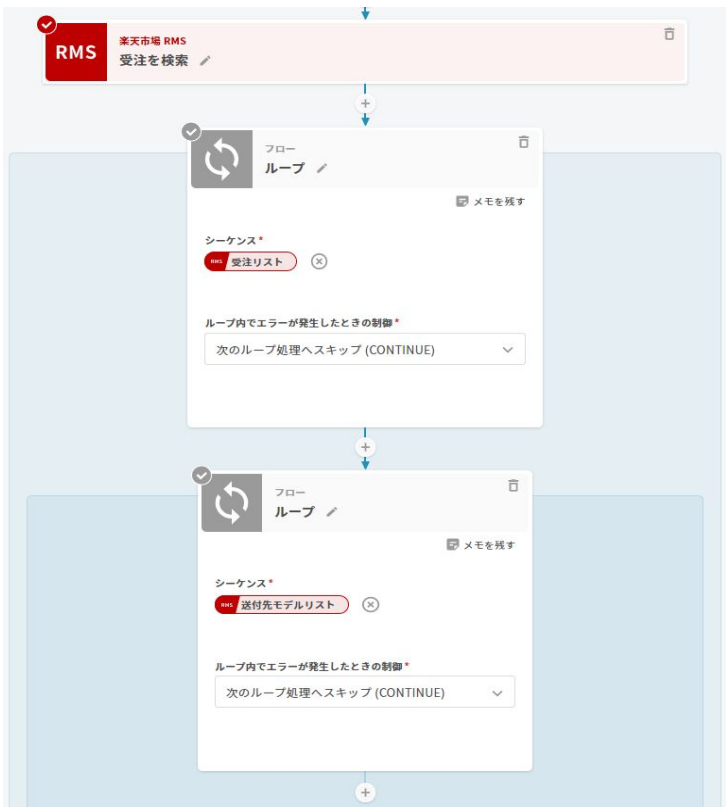 RMS
楽天市場 RMS
受注を検索
フロー
ループ
メモを残す
シーケンス*
RMS 受注リスト
ループ内でエラーが発生したときの制御*
次のループ処理へスキップ (CONTINUE)
フロー
ループ
メモを残す
シーケンス*
RMS 送付先モデルリスト
ループ内でエラーが発生したときの制御*
次のループ処理へスキップ (CONTINUE)